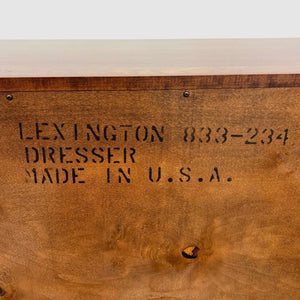 LEXINGTON 833-234
DRESSER
MADE IN U.S.A.